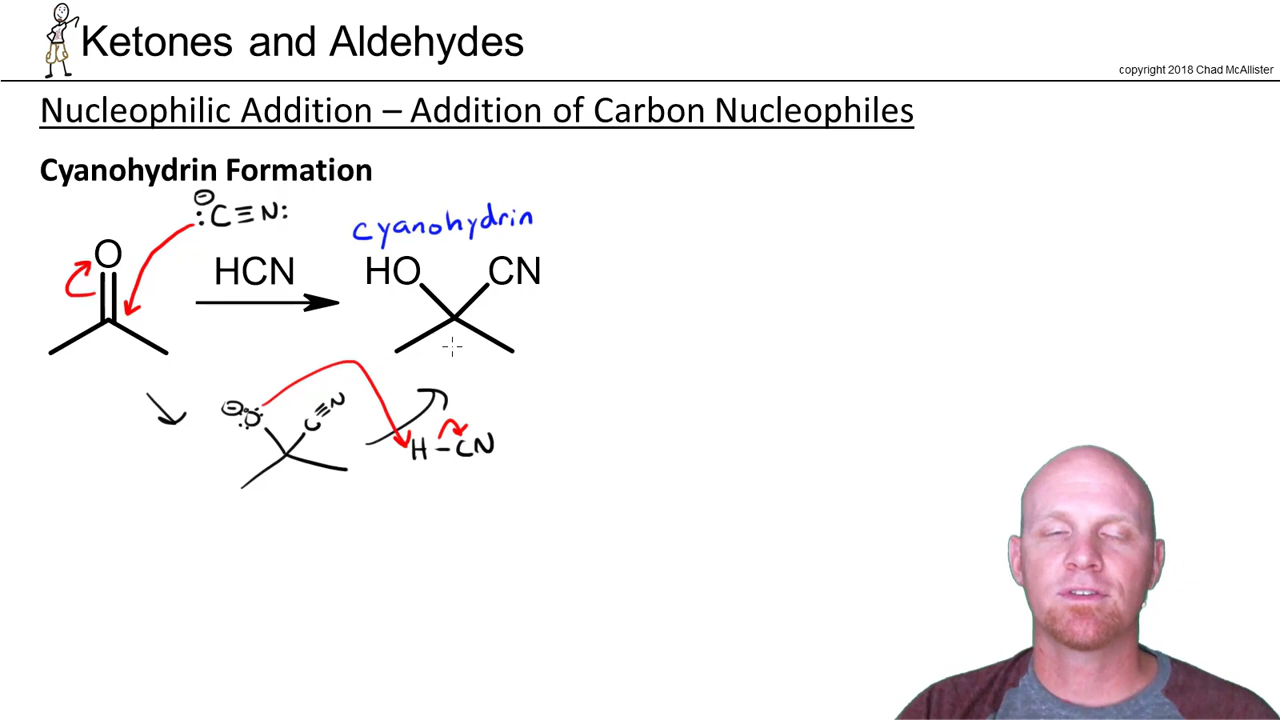 Ketones and Aldehydes
copyright 2018 Chad McAllister
Nucleophilic Addition – Addition of Carbon Nucleophiles
Cyanohydrin Formation
⊖
:C≡N:
cyanohydrin
O
HCN
HO CN
⊖:Ö: C≡N
H–CN